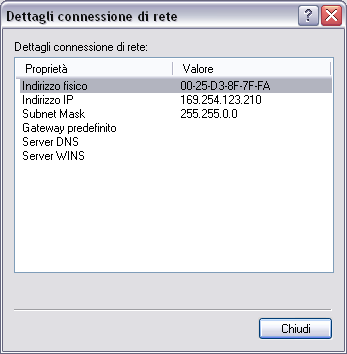 Dettagli connessione di rete
Dettagli connessione di rete:
Proprietà Valore
Indirizzo fisico 00-25-D3-8F-7F-FA
Indirizzo IP 169.254.123.210
Subnet Mask 255.255.0.0
Gateway predefinito
Server DNS
Server WINS
Chiudi